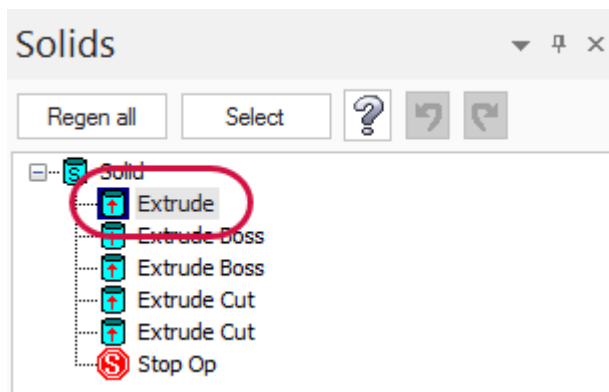 Solids
Regen all Select
Solid
Extrude
Extrude Boss
Extrude Boss
Extrude Cut
Extrude Cut
Stop Op